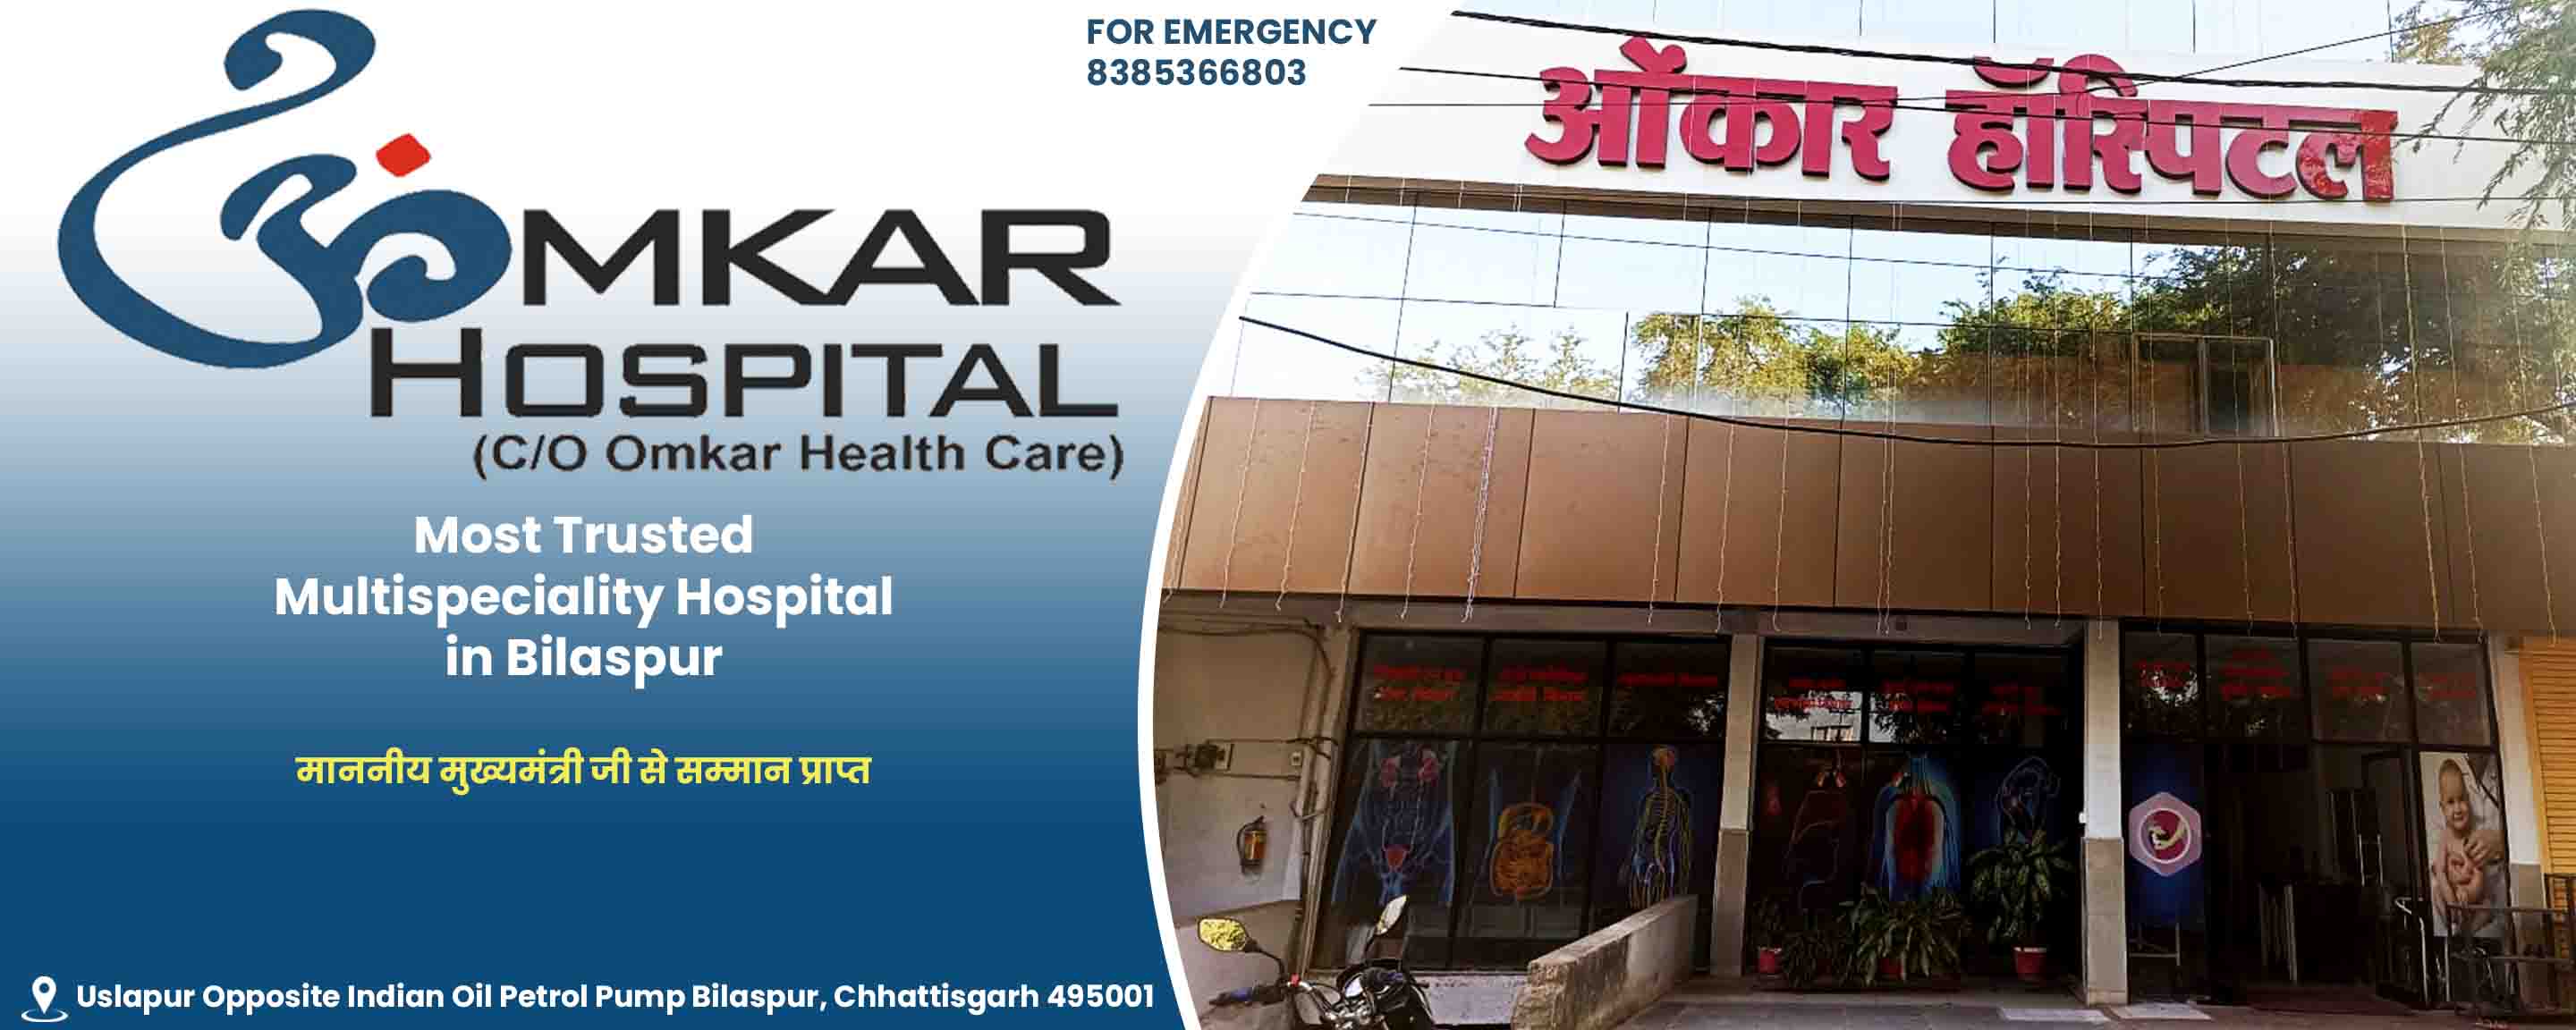 FOR EMERGENCY
8385366803
ॐMKAR
HOSPITAL
(C/O Omkar Health Care)
Most Trusted
Multispeciality Hospital
in Bilaspur
माननीय मुख्यमंत्री जी से सम्मान प्राप्त
Uslapur Opposite Indian Oil Petrol Pump Bilaspur, Chhattisgarh 495001
ओंकार हॉस्पिटल